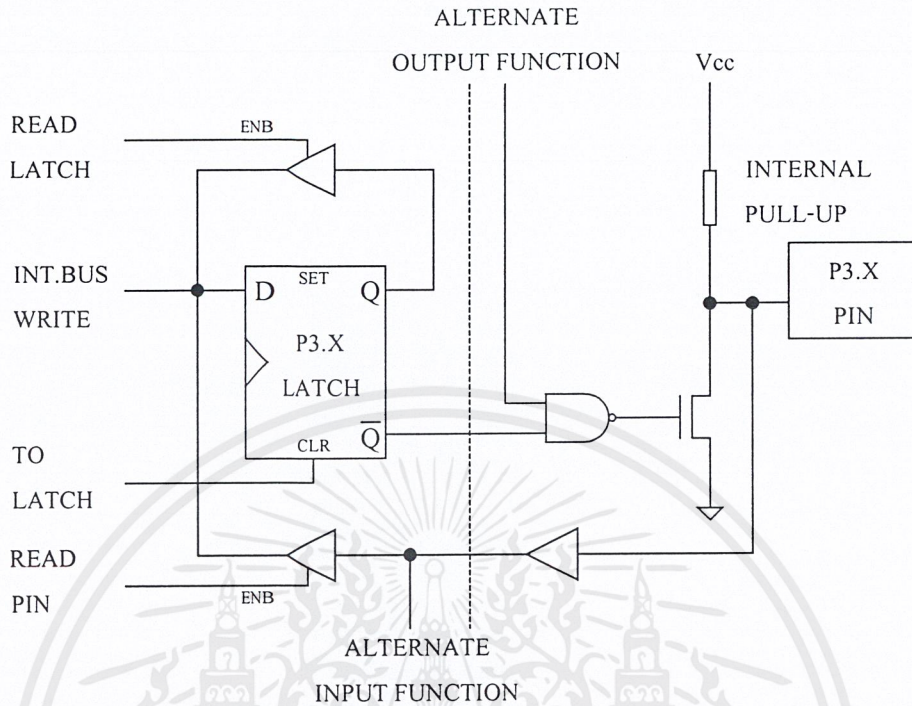 ALTERNATE
OUTPUT FUNCTION
Vcc
READ
LATCH
ENB
INTERNAL
PULL-UP
INT.BUS
WRITE
D
SET
Q
P3.X
LATCH
CLR
Q̅
P3.X
PIN
TO
LATCH
READ
PIN
ENB
ALTERNATE
INPUT FUNCTION